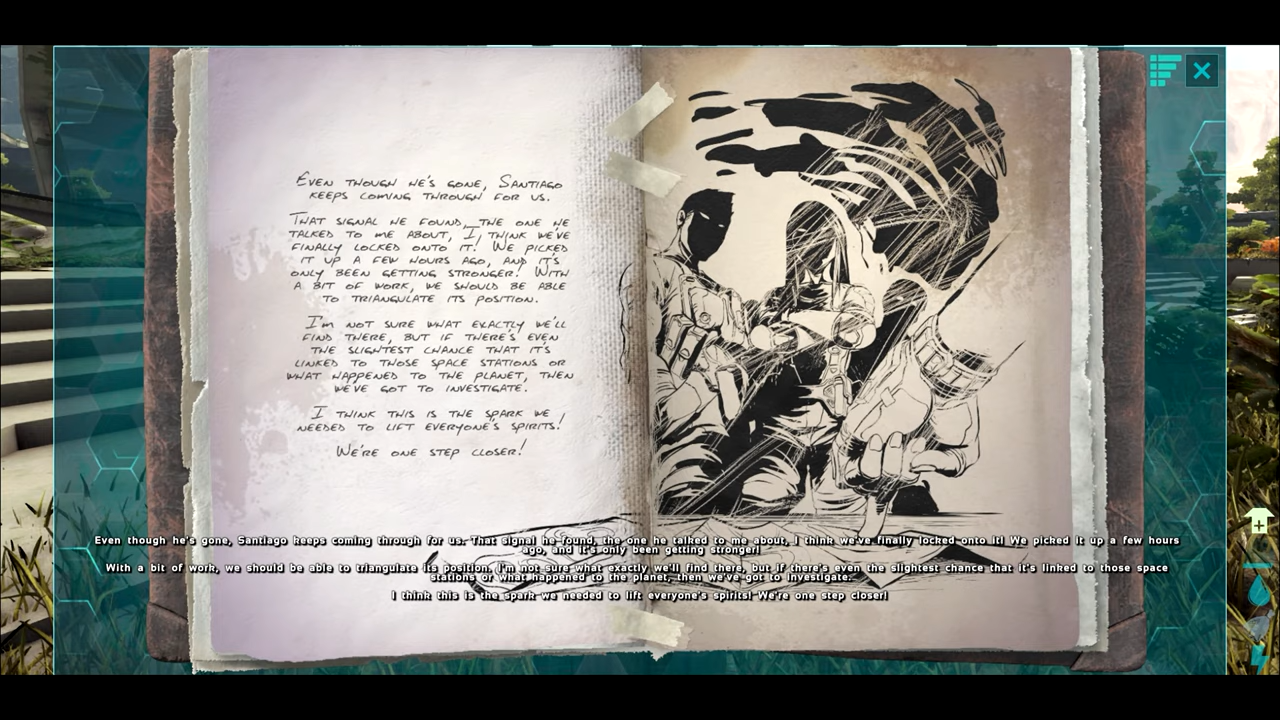 EVEN THOUGH HE'S GONE, SANTIAGO
KEEPS COMING THROUGH FOR US.
THAT SIGNAL HE FOUND, THE ONE HE
TALKED TO ME ABOUT, I THINK WE'VE
FINALLY LOCKED ONTO IT! WE PICKED
IT UP A FEW HOURS AGO, AND IT'S
ONLY BEEN GETTING STRONGER! WITH
A BIT OF WORK, WE SHOULD BE ABLE
TO TRIANGULATE ITS POSITION.
I'M NOT SURE WHAT EXACTLY WE'LL
FIND THERE, BUT IF THERE'S EVEN
THE SLIGHTEST CHANCE THAT IT'S
LINKED TO THOSE SPACE STATIONS OR
WHAT HAPPENED TO THE PLANET, THEN
WE'VE GOT TO INVESTIGATE.
I THINK THIS IS THE SPARK WE
NEEDED TO LIFT EVERYONE'S SPIRITS!
WE'RE ONE STEP CLOSER!
Even though he's gone, Santiago keeps coming through for us. That signal he found, the one he talked to me about, I think we've finally locked onto it! We picked it up a few hours
ago, and it's only been getting stronger!
With a bit of work, we should be able to triangulate its position. I'm not sure what exactly we'll find there, but if there's even the slightest chance that it's linked to those space
stations or what happened to the planet, then we've got to investigate.
I think this is the spark we needed to lift everyone's spirits! We're one step closer!